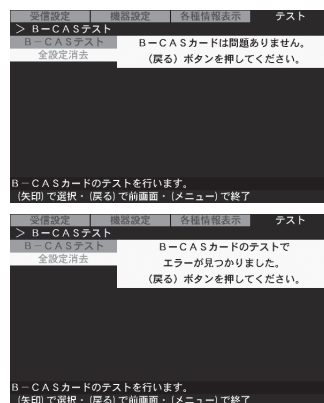 受信設定 機器設定 各種情報表示 テスト
> B－CASテスト
B－CASテスト
全設定消去
B－CASカードは問題ありません。
（戻る）ボタンを押してください。
B－CASカードのテストを行います。
(矢印)で選択・(戻る)で前画面・(メニュー)で終了
受信設定 機器設定 各種情報表示 テスト
> B－CASテスト
B－CASテスト
全設定消去
B－CASカードのテストで
エラーが見つかりました。
（戻る）ボタンを押してください。
B－CASカードのテストを行います。
(矢印)で選択・(戻る)で前画面・(メニュー)で終了